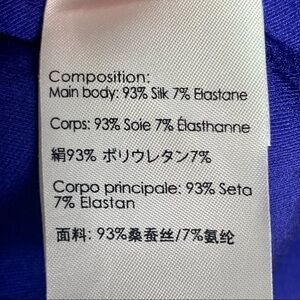 Composition:
Main body: 93% Silk 7% Elastane
Corps: 93% Soie 7% Élasthanne
絹93% ポリウレタン7%
Corpo principale: 93% Seta
7% Elastan
面料: 93%桑蚕丝/7%氨纶